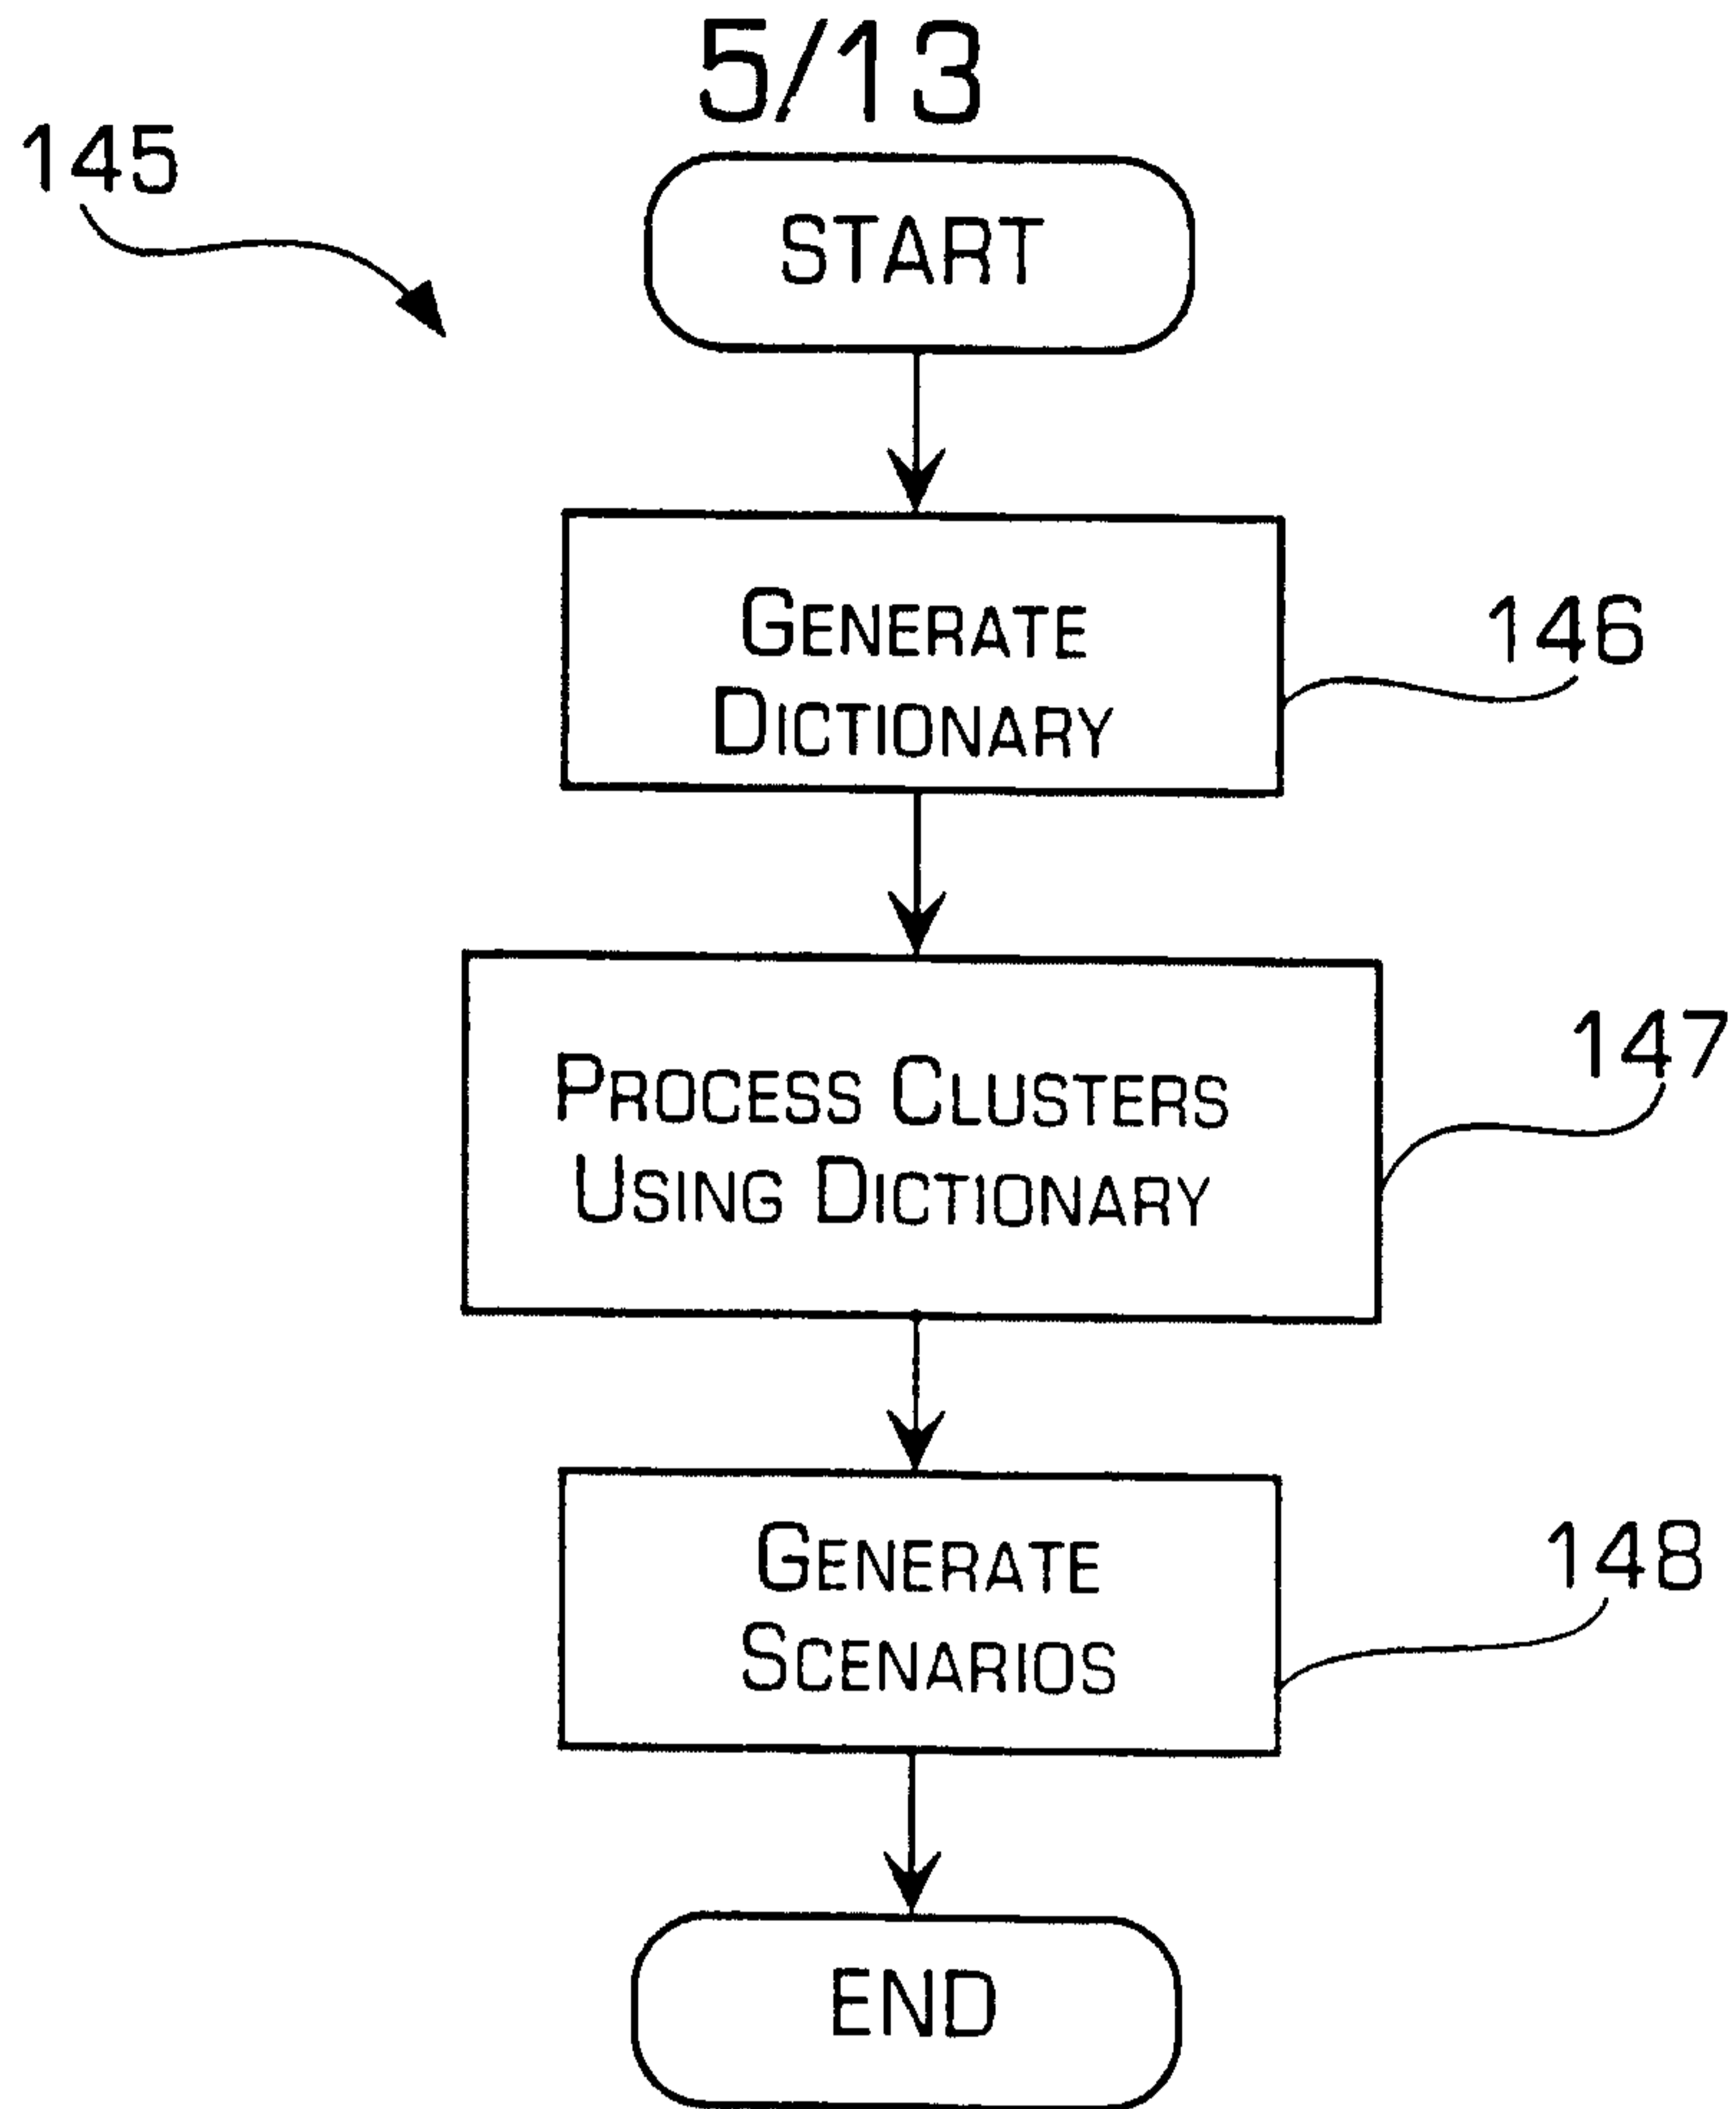 5/13
145
START
GENERATE
DICTIONARY
146
PROCESS CLUSTERS
USING DICTIONARY
147
GENERATE
SCENARIOS
148
END